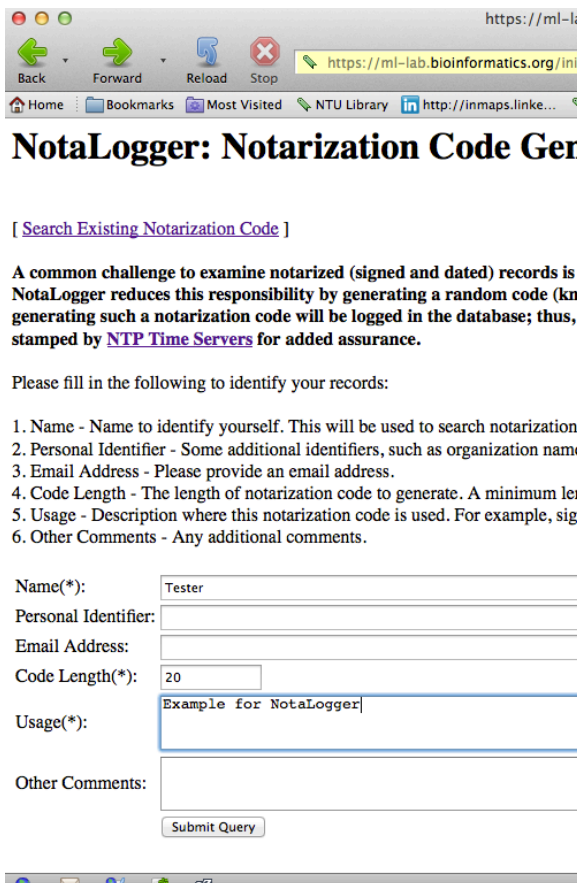 https://ml-la
Back Forward Reload Stop https://ml-lab.bioinformatics.org/ini
Home Bookmarks Most Visited NTU Library http://inmaps.linke...
NotaLogger: Notarization Code Gen
[ Search Existing Notarization Code ]
A common challenge to examine notarized (signed and dated) records is
NotaLogger reduces this responsibility by generating a random code (kn
generating such a notarization code will be logged in the database; thus,
stamped by NTP Time Servers for added assurance.
Please fill in the following to identify your records:
1. Name - Name to identify yourself. This will be used to search notarization
2. Personal Identifier - Some additional identifiers, such as organization name
3. Email Address - Please provide an email address.
4. Code Length - The length of notarization code to generate. A minimum le
5. Usage - Description where this notarization code is used. For example, sig
6. Other Comments - Any additional comments.
Name(*): Tester
Personal Identifier:
Email Address:
Code Length(*): 20
Usage(*): Example for NotaLogger
Other Comments:
Submit Query